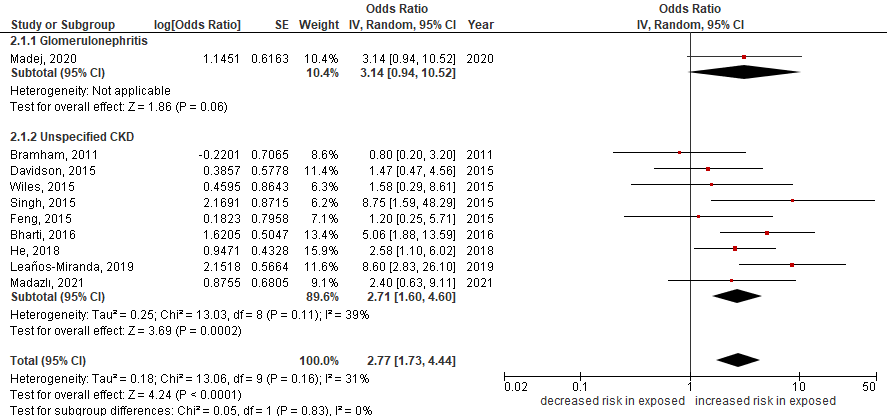 Odds Ratio Odds Ratio
Study or Subgroup log[Odds Ratio] SE Weight IV, Random, 95% CI Year IV, Random, 95% CI
2.1.1 Glomerulonephritis
Madej, 2020 1.1451 0.6163 10.4% 3.14 [0.94, 10.52] 2020
Subtotal (95% CI) 10.4% 3.14 [0.94, 10.52]
Heterogeneity: Not applicable
Test for overall effect: Z = 1.86 (P = 0.06)
2.1.2 Unspecified CKD
Bramham, 2011 -0.2201 0.7065 8.6% 0.80 [0.20, 3.20] 2011
Davidson, 2015 0.3857 0.5778 11.4% 1.47 [0.47, 4.56] 2015
Wiles, 2015 0.4595 0.8643 6.3% 1.58 [0.29, 8.61] 2015
Singh, 2015 2.1691 0.8715 6.2% 8.75 [1.59, 48.29] 2015
Feng, 2015 0.1823 0.7958 7.1% 1.20 [0.25, 5.71] 2015
Bharti, 2016 1.6205 0.5047 13.4% 5.06 [1.88, 13.59] 2016
He, 2018 0.9471 0.4328 15.9% 2.58 [1.10, 6.02] 2018
Leaños-Miranda, 2019 2.1518 0.5664 11.6% 8.60 [2.83, 26.10] 2019
Madazlı, 2021 0.8755 0.6805 9.1% 2.40 [0.63, 9.11] 2021
Subtotal (95% CI) 89.6% 2.71 [1.60, 4.60]
Heterogeneity: Tau² = 0.25; Chi² = 13.03, df = 8 (P = 0.11); I² = 39%
Test for overall effect: Z = 3.69 (P = 0.0002)
Total (95% CI) 100.0% 2.77 [1.73, 4.44]
Heterogeneity: Tau² = 0.18; Chi² = 13.06, df = 9 (P = 0.16); I² = 31%
Test for overall effect: Z = 4.24 (P < 0.0001)
Test for subgroup differences: Chi² = 0.05, df = 1 (P = 0.83), I² = 0%
0.02 0.1 1 10 50
decreased risk in exposed increased risk in exposed